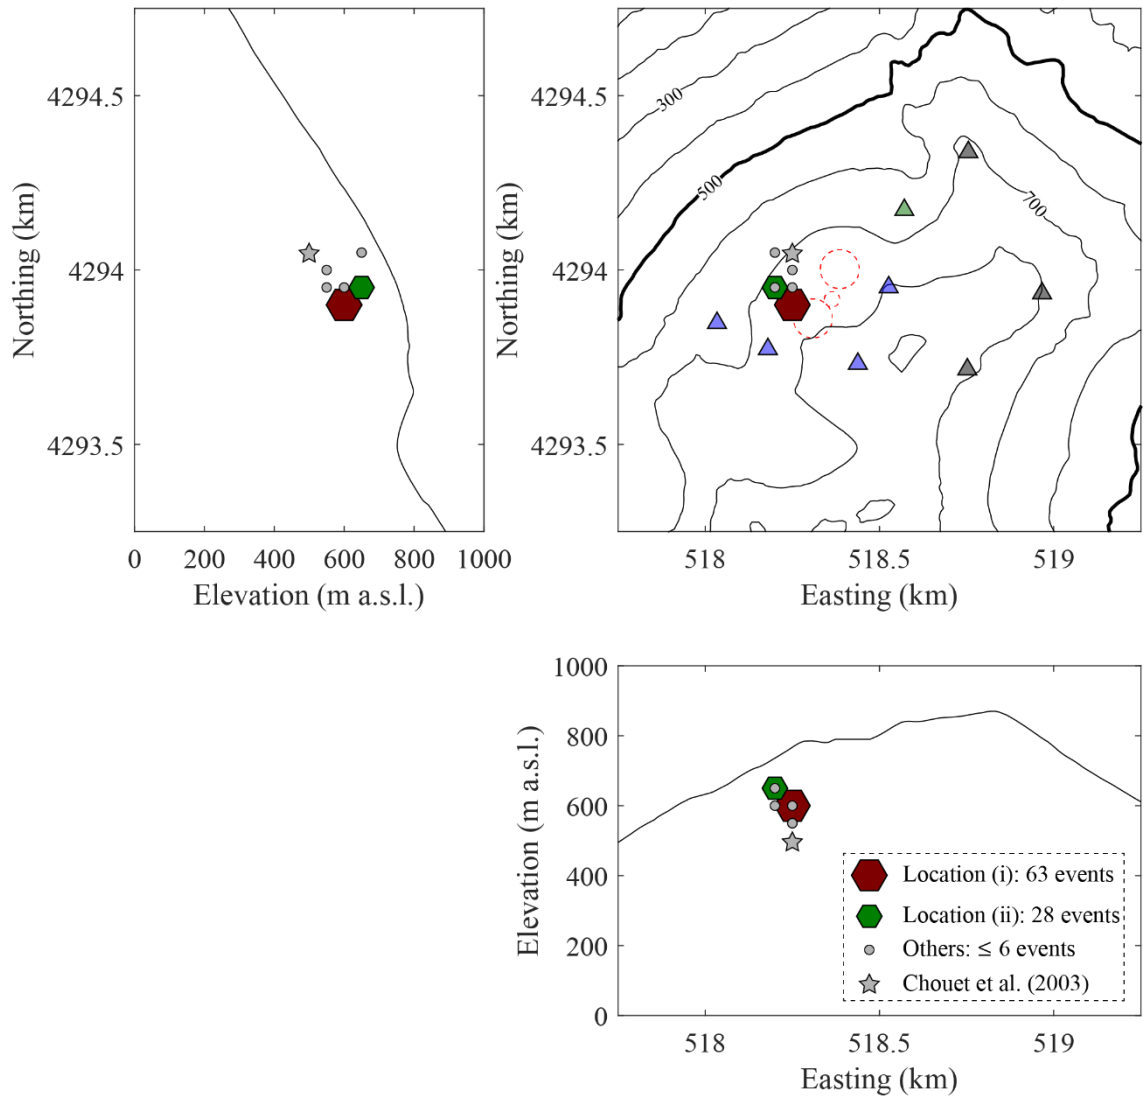 4294.5
4294
4293.5
Northing (km)
0 200 400 600 800 1000
Elevation (m a.s.l.)
4294.5
4294
4293.5
Northing (km)
300
500
700
518 518.5 519
Easting (km)
1000
800
600
400
200
0
Elevation (m a.s.l.)
Location (i): 63 events
Location (ii): 28 events
Others: ≤ 6 events
Chouet et al. (2003)
518 518.5 519
Easting (km)